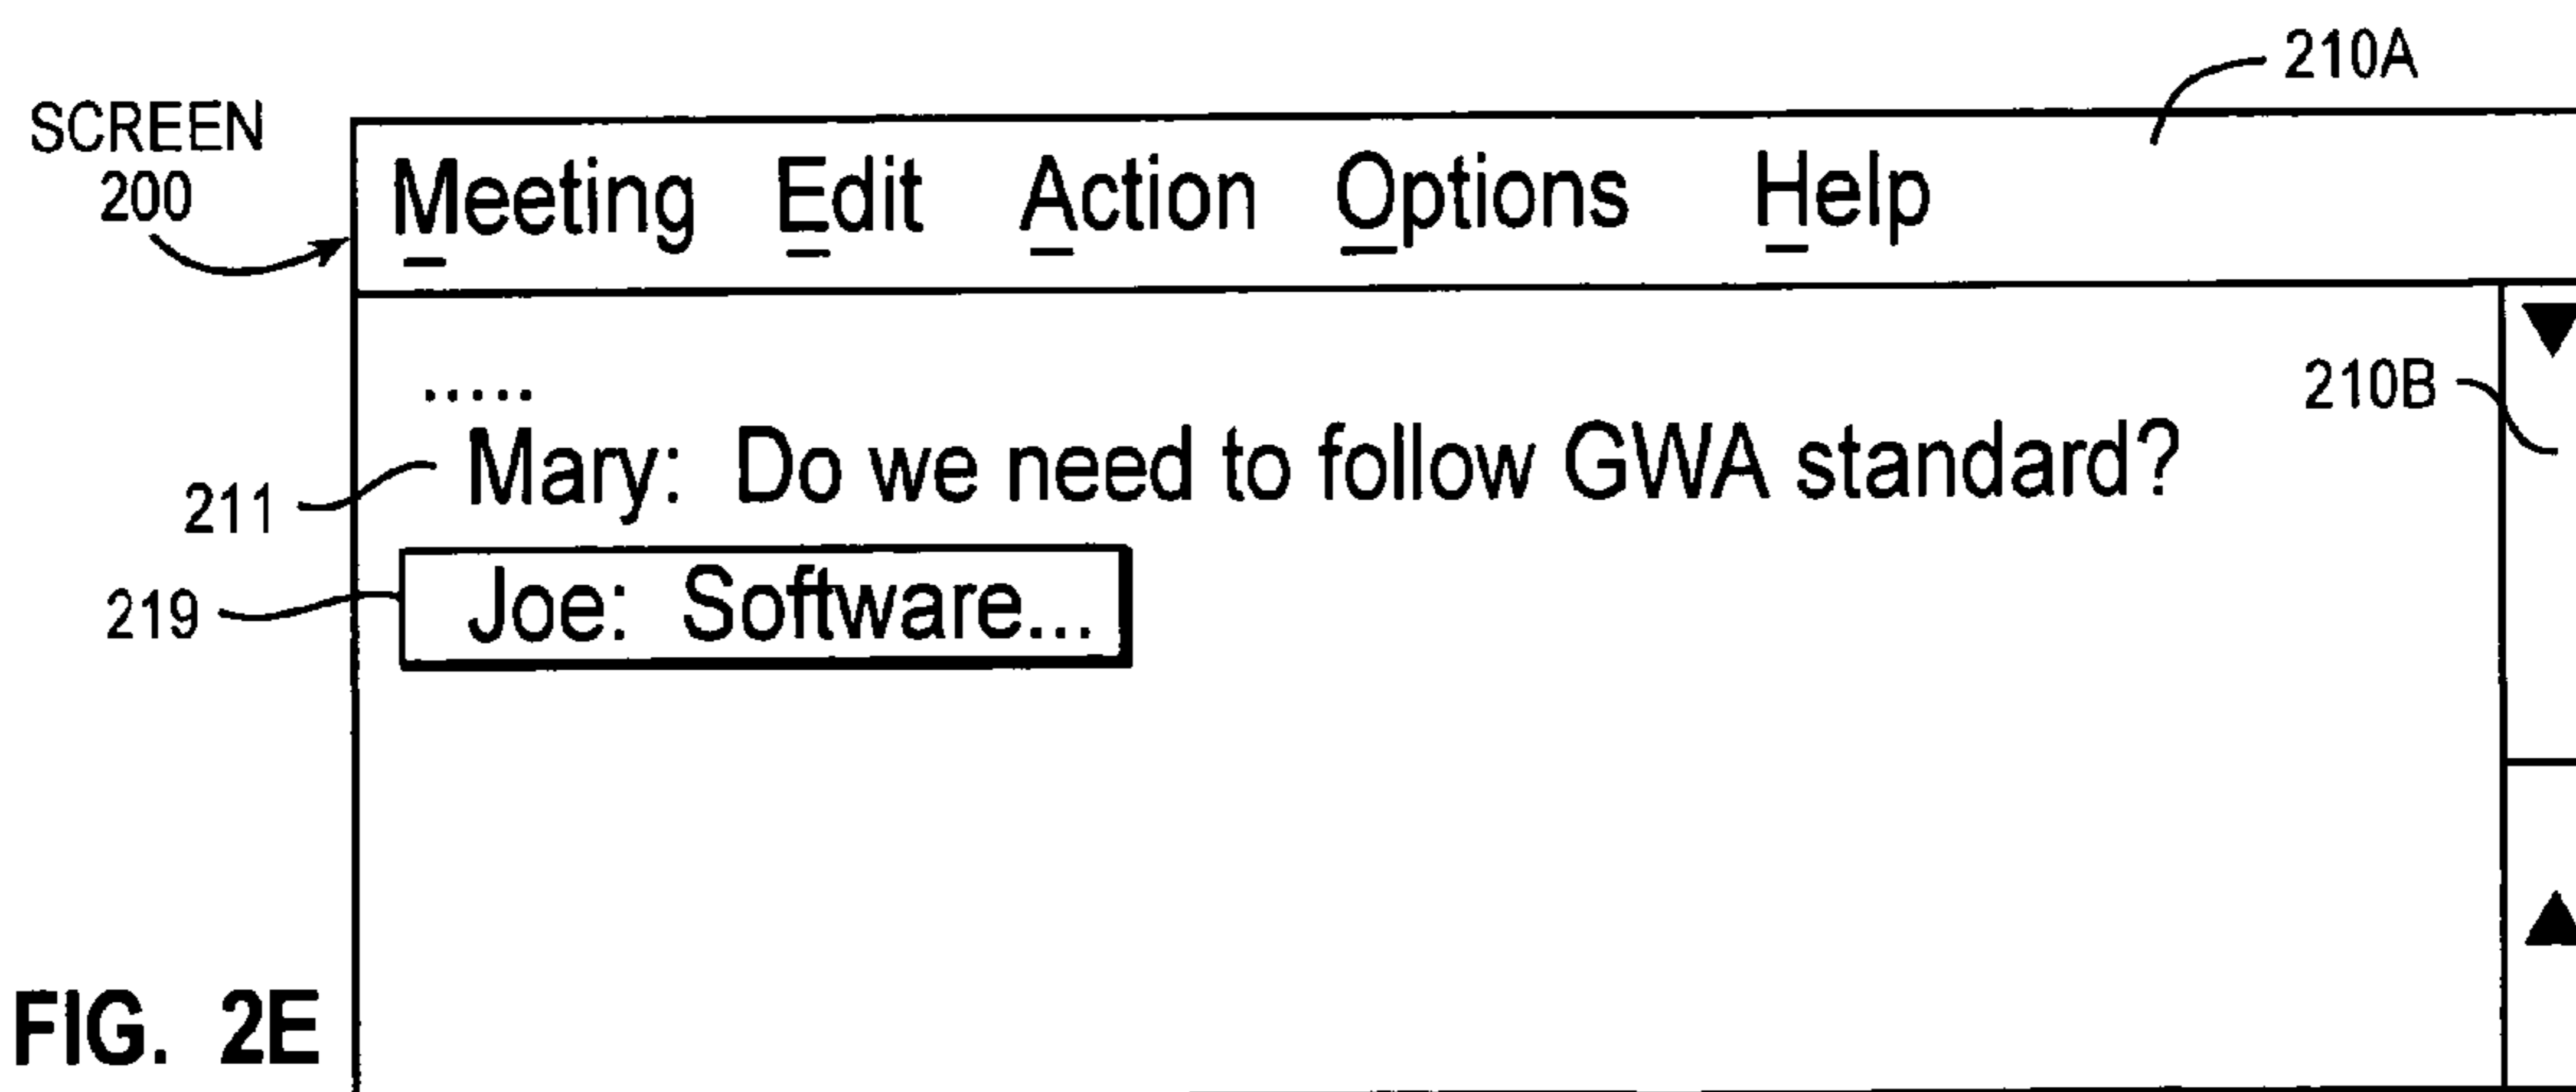 210A
SCREEN
200
Meeting Edit Action Options Help
.....
210B
Mary: Do we need to follow GWA standard?
211
Joe: Software...
219
FIG. 2E